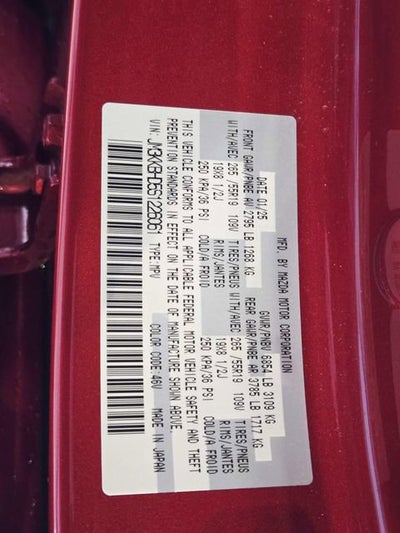 MFD. BY MAZDA MOTOR CORPORATION
DATE 01/25 GVWR/PNBV 6854 LB 3109 KG
FRONT GAWR/PNBE AV 2795 LB 1268 KG REAR GAWR/PNBE AR 3785 LB 1717 KG
WITH/AVEC 265 /55R19 109V TIRES/PNEUS WITH/AVEC 265 /55R19 109V TIRES/PNEUS
19X8 1/2J RIMS/JANTES 19X8 1/2J RIMS/JANTES
250 KPA/36 PSI COLD/A FROID 250 KPA/36 PSI COLD/A FROID
THIS VEHICLE CONFORMS TO ALL APPLICABLE FEDERAL MOTOR VEHICLE SAFETY AND THEFT
PREVENTION STANDARDS IN EFFECT ON THE DATE OF MANUFACTURE SHOWN ABOVE.
VIN: JM3KKBHD6S1228061 TYPE:MPV COLOR CODE:46V MADE IN JAPAN